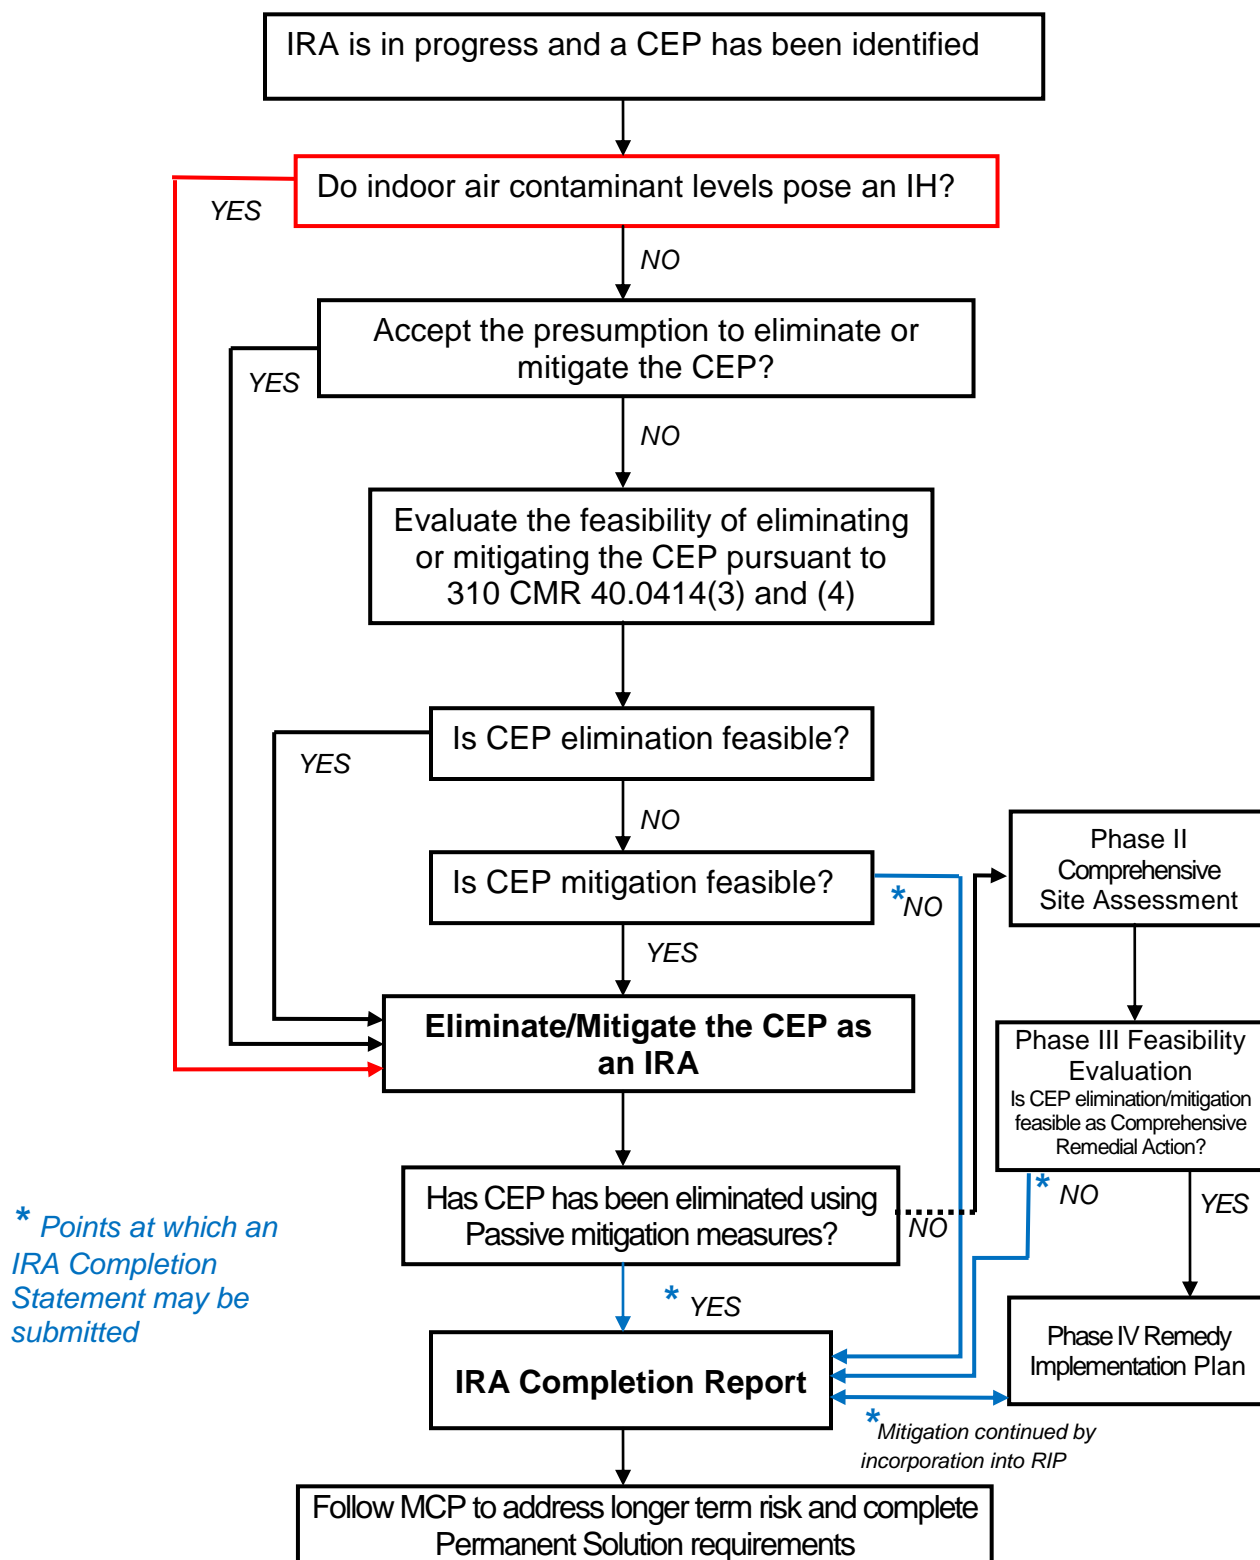 IRA is in progress and a CEP has been identified
Do indoor air contaminant levels pose an IH?
YES
NO
Accept the presumption to eliminate or
mitigate the CEP?
YES
NO
Evaluate the feasibility of eliminating
or mitigating the CEP pursuant to
310 CMR 40.0414(3) and (4)
Is CEP elimination feasible?
YES
NO
Is CEP mitigation feasible?
*NO
YES
Phase II
Comprehensive
Site Assessment
Eliminate/Mitigate the CEP as
an IRA
Phase III Feasibility
Evaluation
Is CEP elimination/mitigation
feasible as Comprehensive
Remedial Action?
* NO
YES
Has CEP has been eliminated using
Passive mitigation measures?
NO
* YES
* Points at which an
IRA Completion
Statement may be
submitted
IRA Completion Report
Phase IV Remedy
Implementation Plan
*Mitigation continued by
incorporation into RIP
Follow MCP to address longer term risk and complete
Permanent Solution requirements